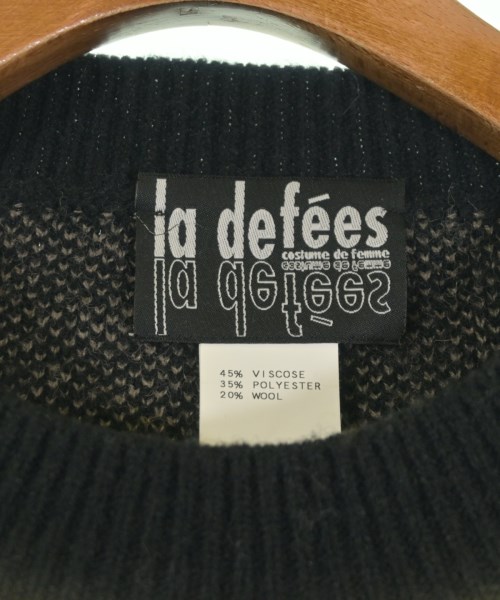 la defées
costume de femme
45% VISCOSE
35% POLYESTER
20% WOOL